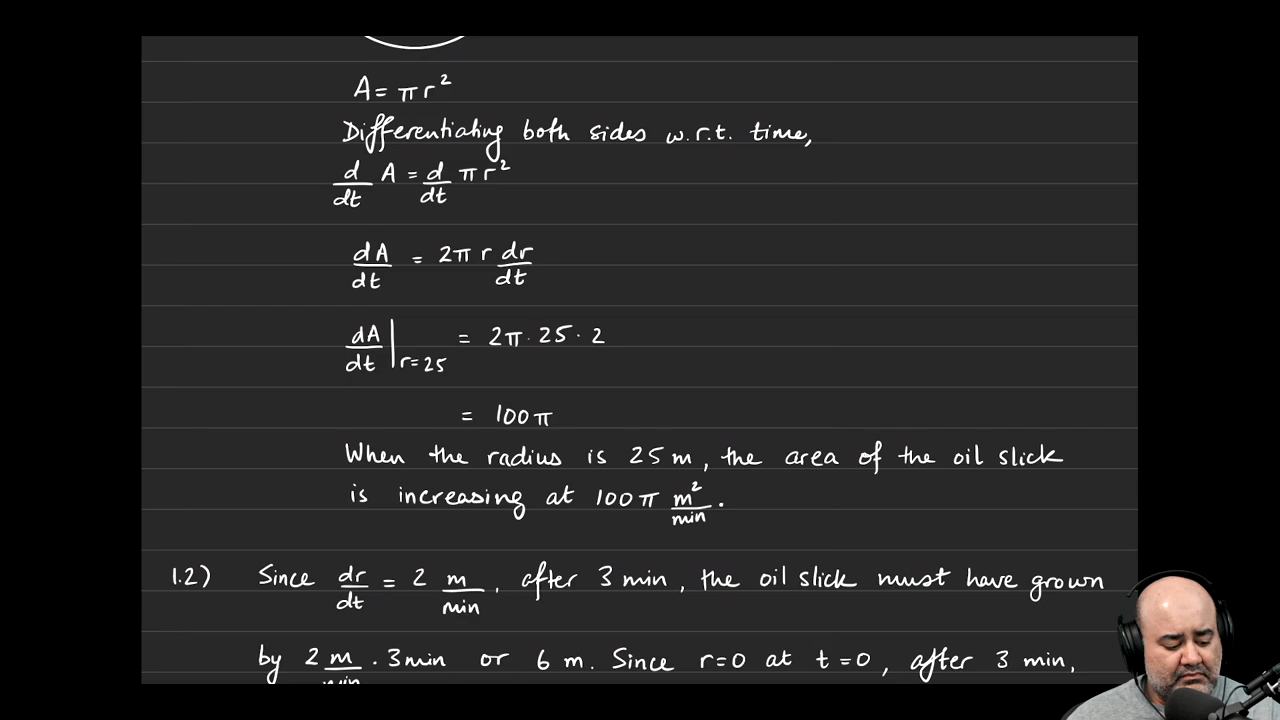 A = πr²
Differentiating both sides w.r.t. time,
d/dt A = d/dt πr²
dA/dt = 2π r dr/dt
dA/dt |r=25 = 2π · 25 · 2
= 100π
When the radius is 25 m, the area of the oil slick
is increasing at 100π m²/min.
1.2) Since dr/dt = 2 m/min, after 3 min, the oil slick must have grown
by 2 m/min · 3 min or 6 m. Since r=0 at t=0, after 3 min,